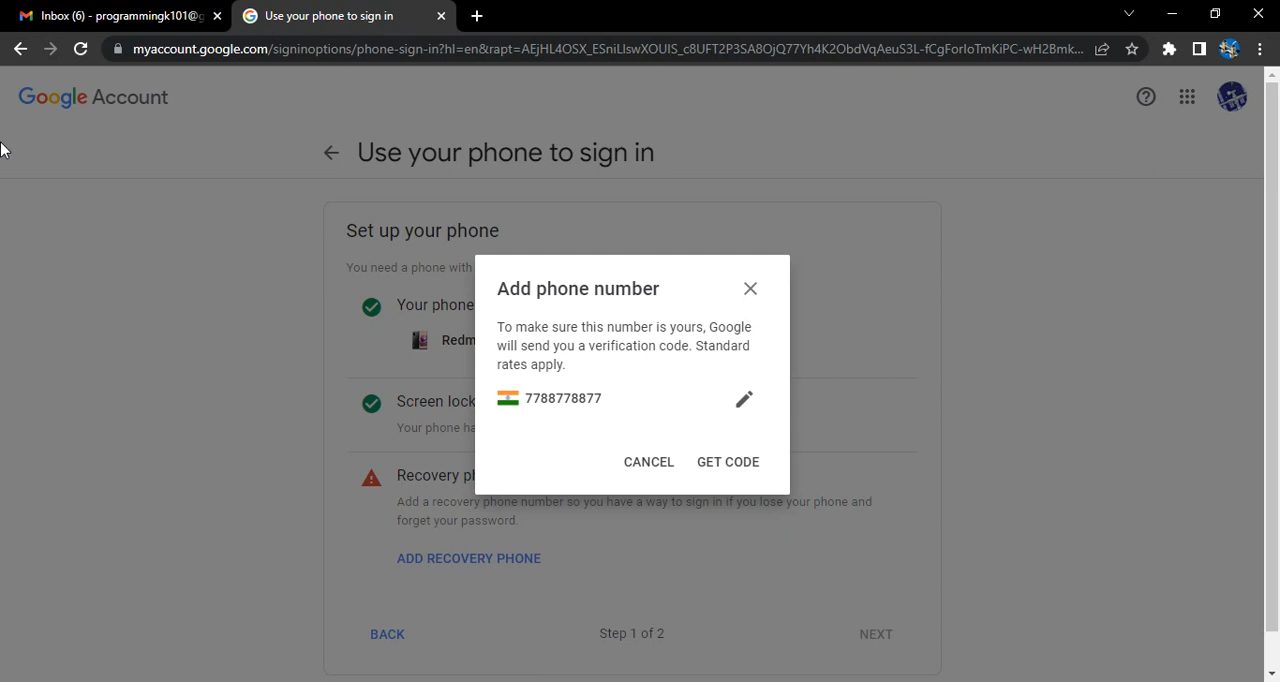 Inbox (6) - programmingk101@g
Use your phone to sign in
myaccount.google.com/signinoptions/phone-sign-in?hl=en&rapt=AEjHL4OSX_ESniLlswXOUIS_c8UFT2P3SA8OjQ77Yh4K2ObdVqAeuS3L-fCgForIoTmKiPC-wH2Bmk...
Google Account
Use your phone to sign in
Set up your phone
You need a phone with
Your phone
Redm
Screen lock
Your phone ha
Recovery ph
Add a recovery phone number so you have a way to sign in if you lose your phone and
forget your password.
ADD RECOVERY PHONE
BACK
Step 1 of 2
NEXT
Add phone number
To make sure this number is yours, Google
will send you a verification code. Standard
rates apply.
7788778877
CANCEL GET CODE